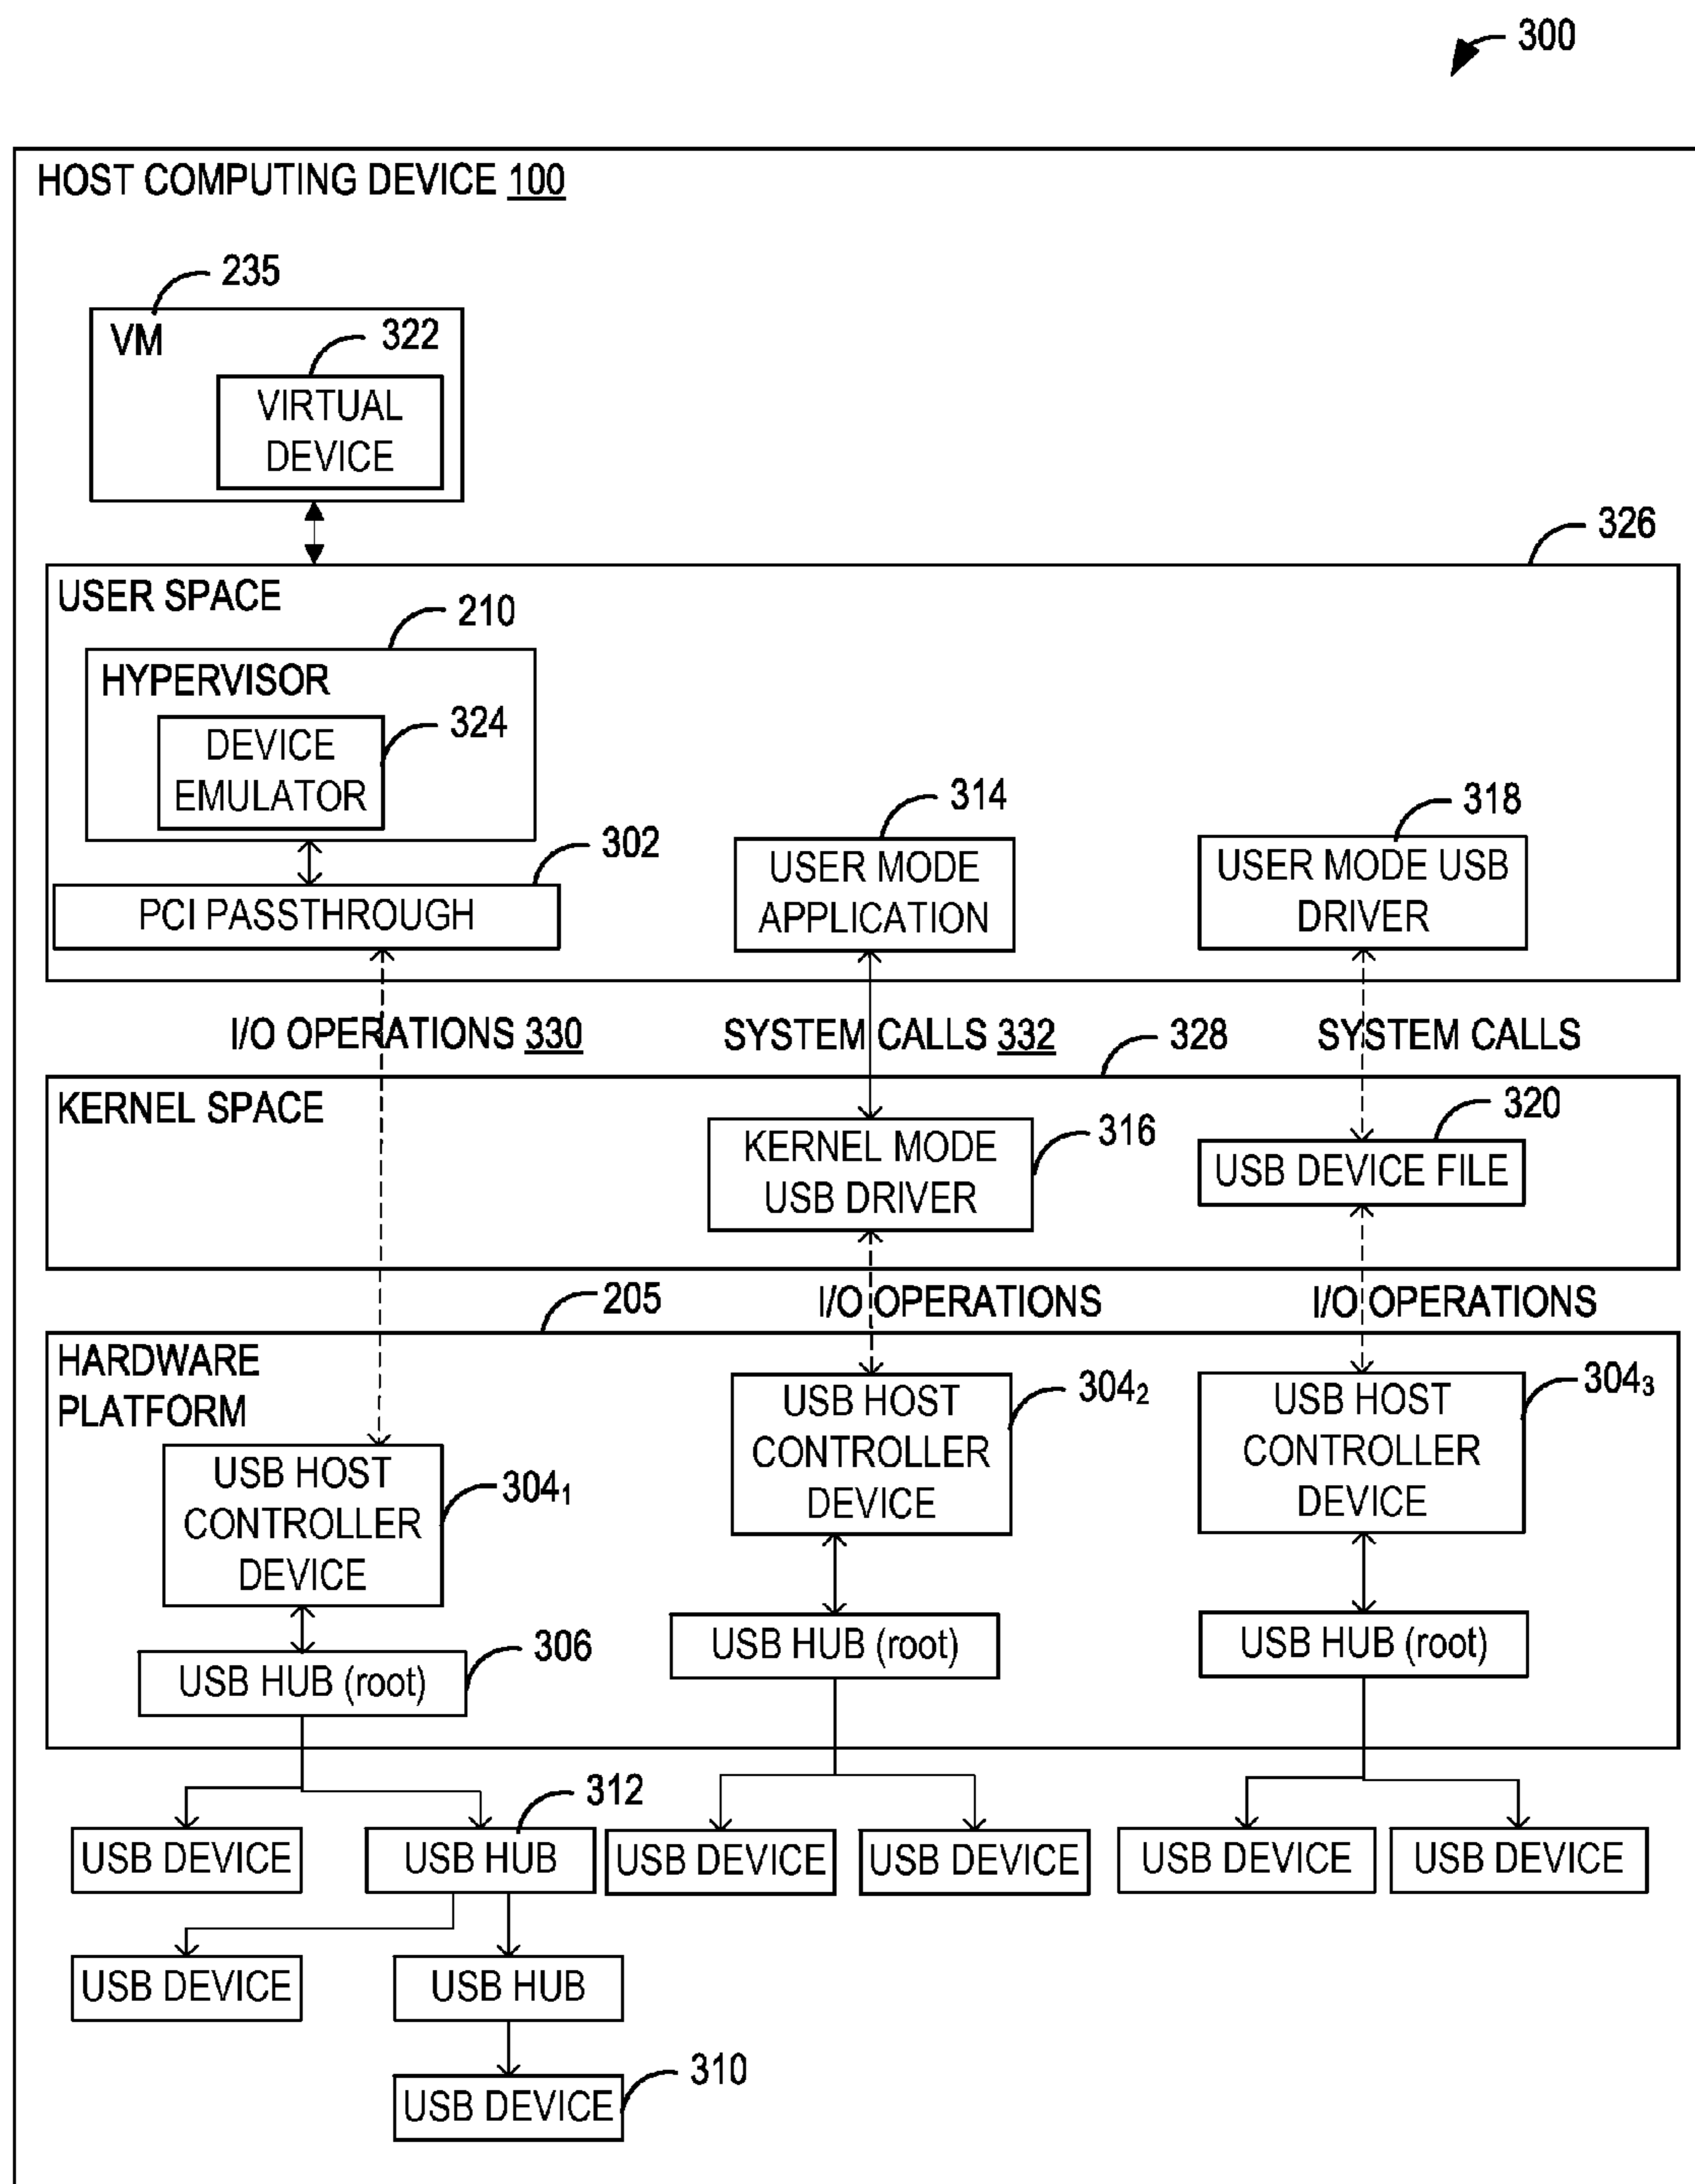 300
HOST COMPUTING DEVICE 100
235
VM
322
VIRTUAL
DEVICE
326
USER SPACE
210
HYPERVISOR
324
DEVICE
EMULATOR
302
PCI PASSTHROUGH
314
USER MODE
APPLICATION
318
USER MODE USB
DRIVER
I/O OPERATIONS 330
SYSTEM CALLS 332
328
SYSTEM CALLS
KERNEL SPACE
KERNEL MODE
USB DRIVER
316
320
USB DEVICE FILE
205
I/O OPERATIONS
I/O OPERATIONS
HARDWARE
PLATFORM
USB HOST
CONTROLLER
DEVICE
304₁
USB HOST
CONTROLLER
DEVICE
304₂
USB HOST
CONTROLLER
DEVICE
304₃
USB HUB (root)
306
USB HUB (root)
USB HUB (root)
312
USB DEVICE
USB HUB
USB DEVICE
USB DEVICE
USB DEVICE
USB DEVICE
USB DEVICE
USB HUB
310
USB DEVICE